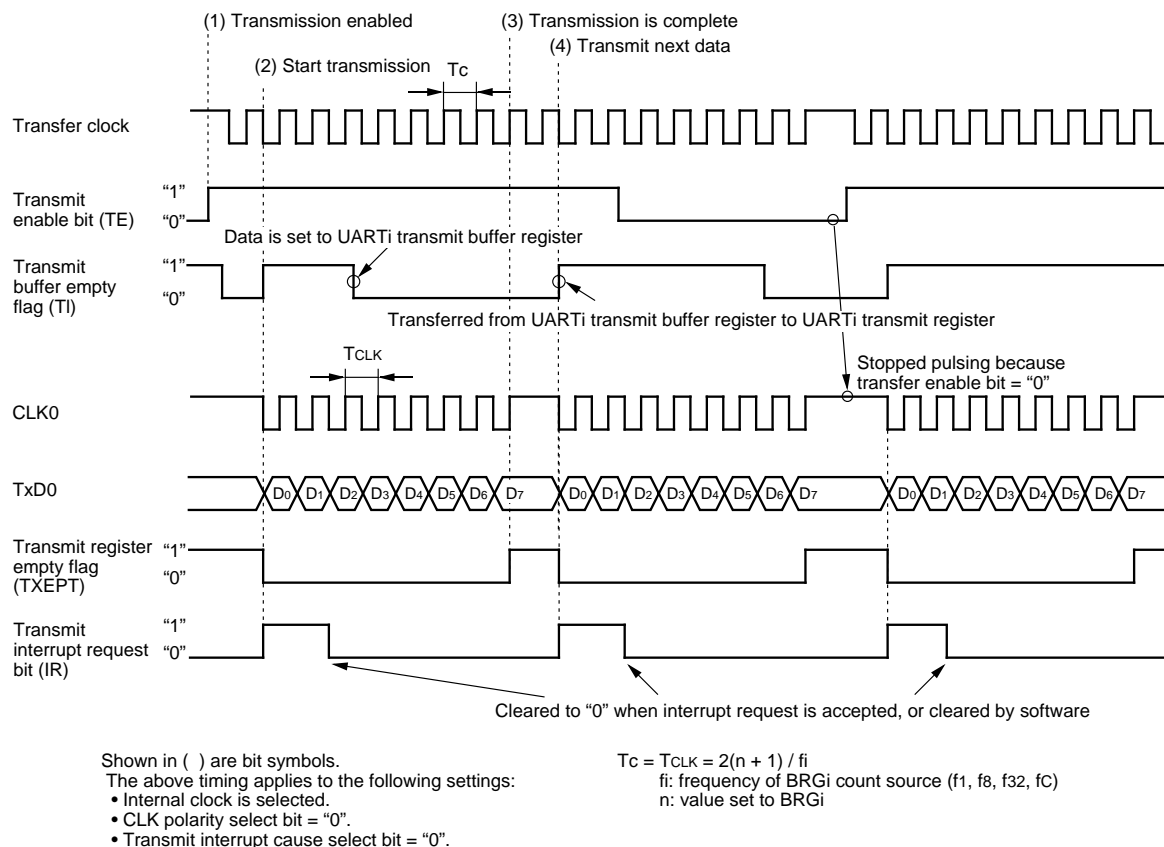 (1) Transmission enabled
(3) Transmission is complete
(4) Transmit next data
(2) Start transmission
Tc
Transfer clock
Transmit
enable bit (TE)
“1”
“0”
Data is set to UARTi transmit buffer register
Transmit
buffer empty
flag (TI)
“1”
“0”
Transferred from UARTi transmit buffer register to UARTi transmit register
TCLK
Stopped pulsing because
transfer enable bit = “0”
CLK0
TxD0
D0 D1 D2 D3 D4 D5 D6 D7 D0 D1 D2 D3 D4 D5 D6 D7 D0 D1 D2 D3 D4 D5 D6 D7
Transmit register
empty flag
(TXEPT)
“1”
“0”
Transmit
interrupt request
bit (IR)
“1”
“0”
Cleared to “0” when interrupt request is accepted, or cleared by software
Shown in ( ) are bit symbols.
The above timing applies to the following settings:
• Internal clock is selected.
• CLK polarity select bit = “0”.
• Transmit interrupt cause select bit = “0”.
Tc = TCLK = 2(n + 1) / fi
fi: frequency of BRGi count source (f1, f8, f32, fC)
n: value set to BRGi